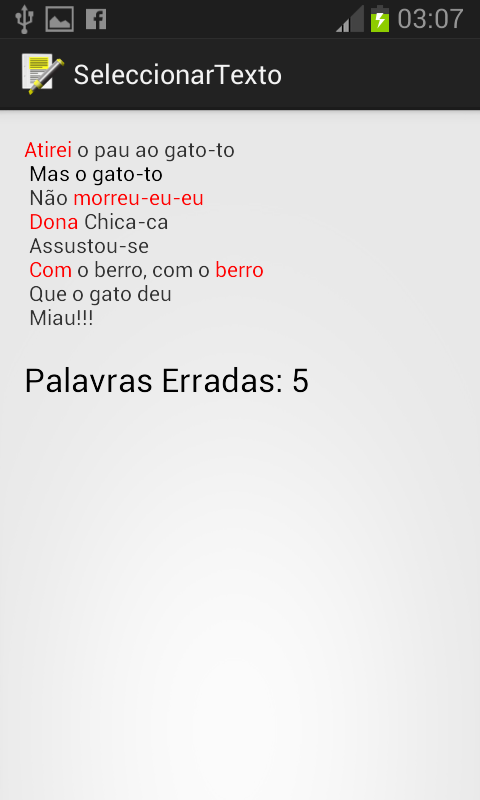 03:07
SeleccionarTexto
Atirei o pau ao gato-to
Mas o gato-to
Não morreu-eu-eu
Dona Chica-ca
Assustou-se
Com o berro, com o berro
Que o gato deu
Miau!!!
Palavras Erradas: 5